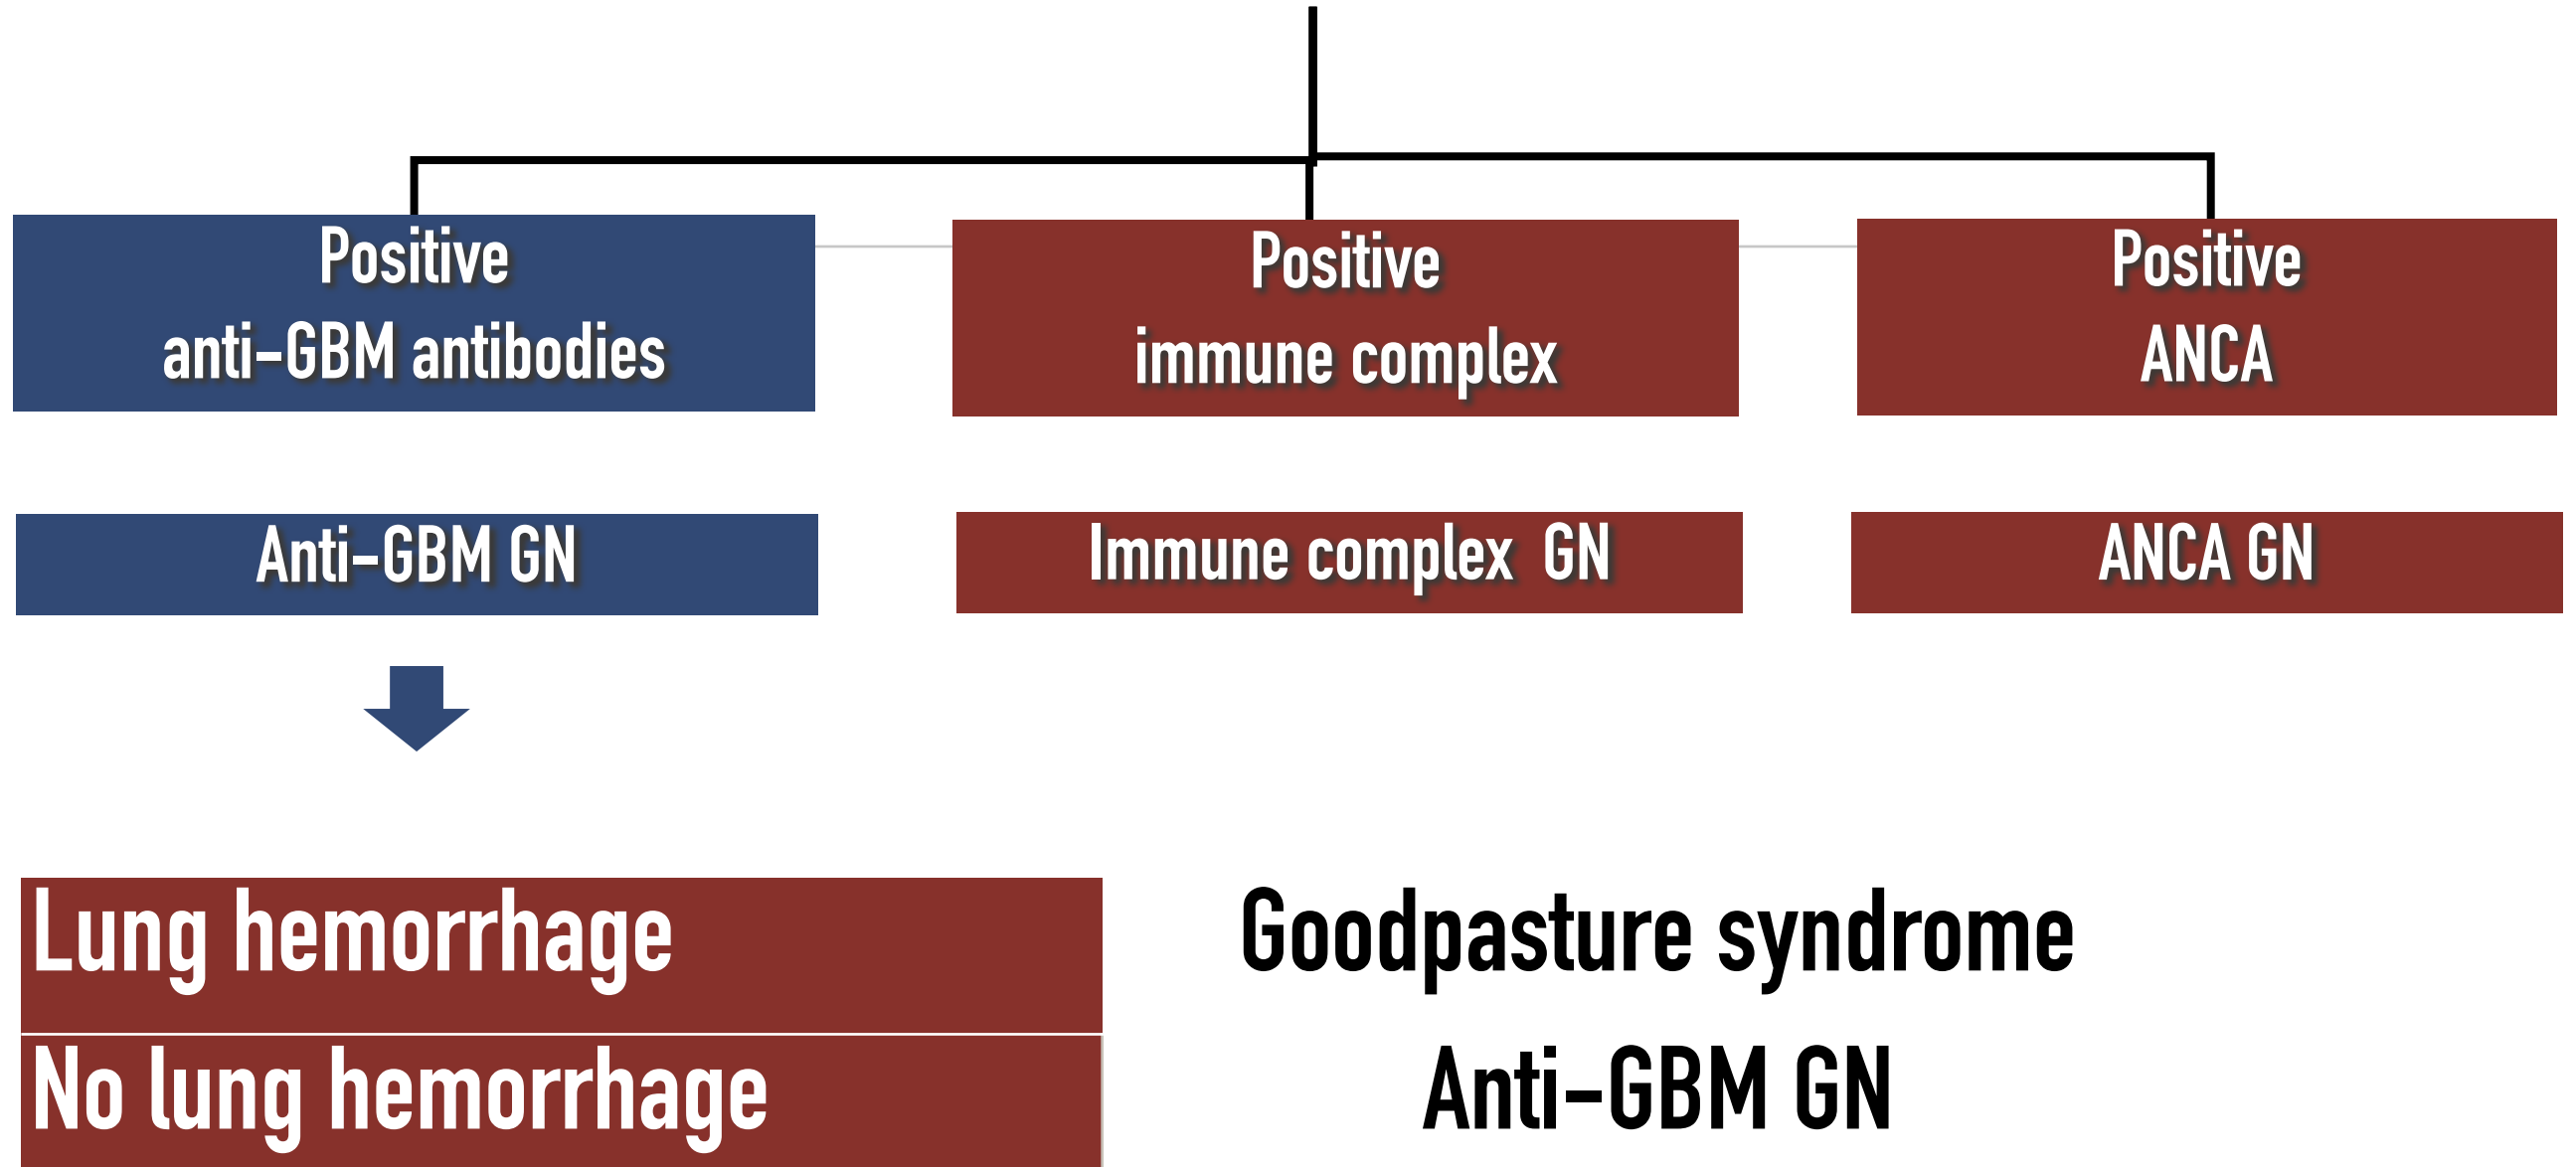 Positive
anti-GBM antibodies
Positive
immune complex
Positive
ANCA
Anti-GBM GN
Immune complex GN
ANCA GN
Lung hemorrhage
Goodpasture syndrome
No lung hemorrhage
Anti-GBM GN